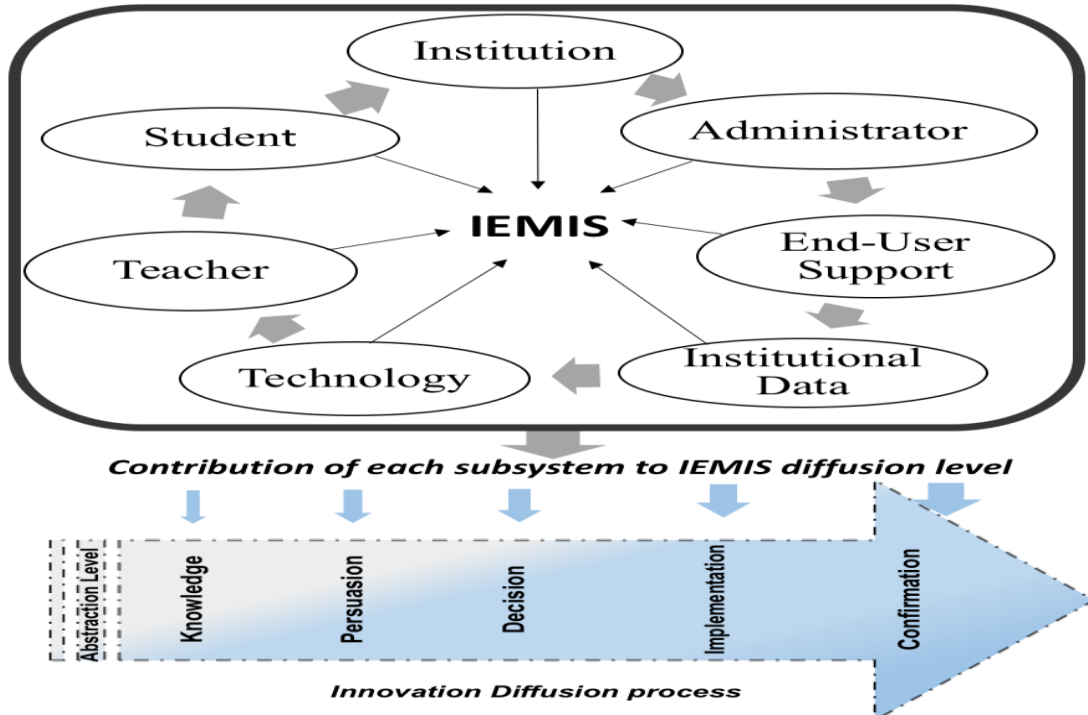 Institution
Student
Administrator
IEMIS
Teacher
End-User
Support
Technology
Institutional
Data
Contribution of each subsystem to IEMIS diffusion level
Abstraction Level
Knowledge
Persuasion
Decision
Implementation
Confirmation
Innovation Diffusion process